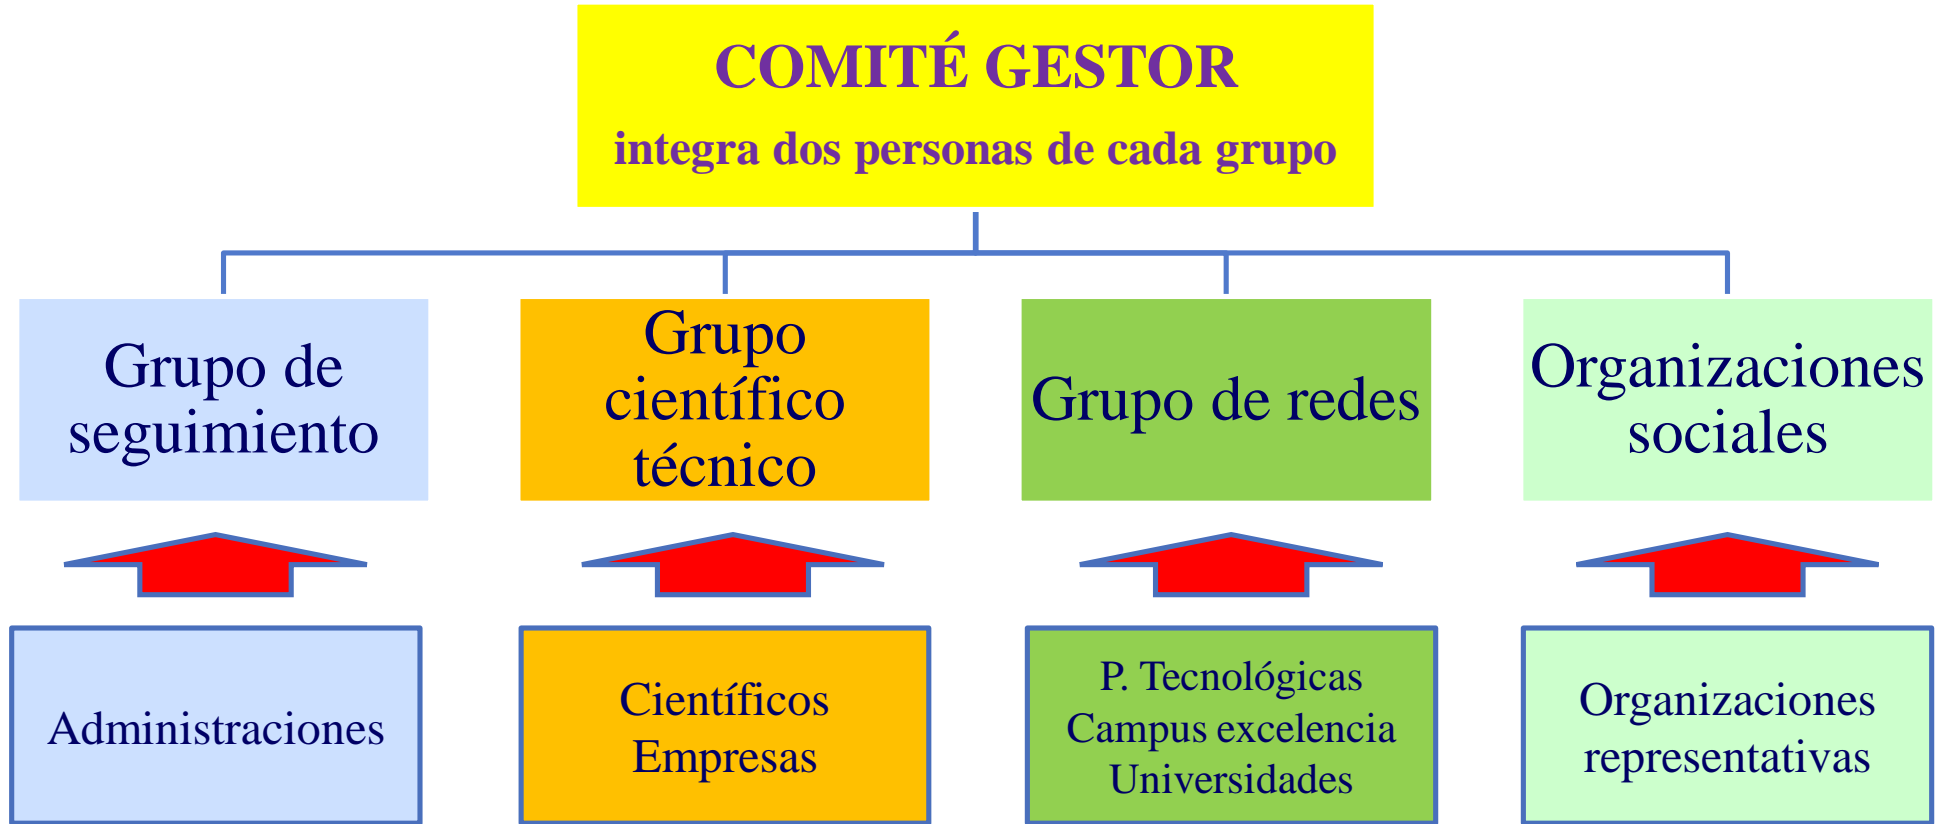 COMITÉ GESTOR
integra dos personas de cada grupo
Grupo de
seguimiento
Grupo
científico
técnico
Grupo de redes
Organizaciones
sociales
Administraciones
Científicos
Empresas
P. Tecnológicas
Campus excelencia
Universidades
Organizaciones
representativas